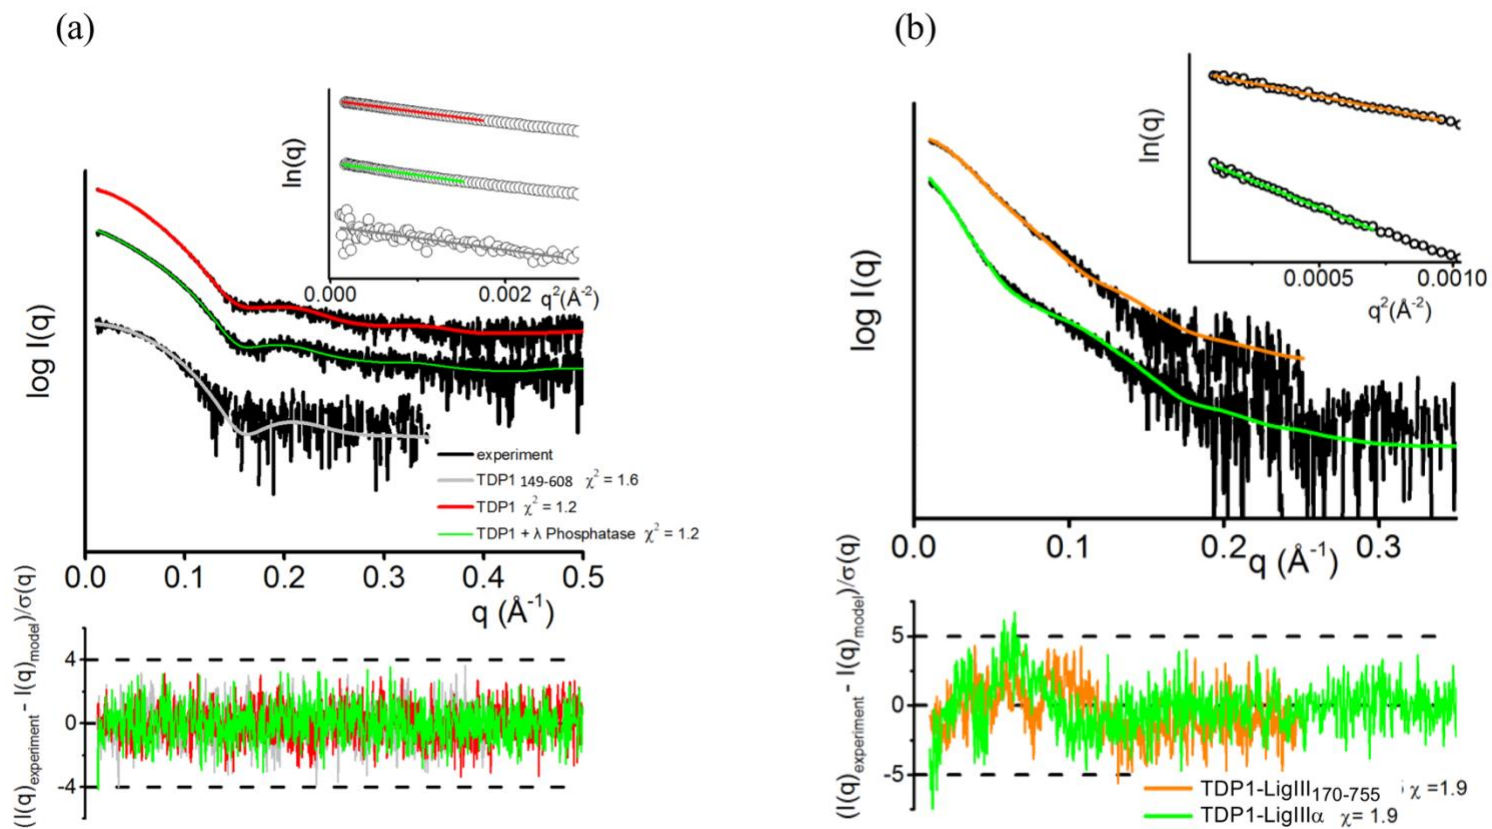 (a)
ln(q)
0.000
0.002
q²(Å⁻²)
log I(q)
experiment
TDP1 149-608 χ² = 1.6
TDP1 χ² = 1.2
TDP1 + λ Phosphatase χ² = 1.2
0.0 0.1 0.2 0.3 0.4 0.5
q (Å⁻¹)
(I(q)experiment - I(q)model)/σ(q)
4
0
-4
(b)
ln(q)
0.0005
0.0010
q²(Å⁻²)
log I(q)
0.0 0.1 0.2 0.3
q (Å⁻¹)
(I(q)experiment - I(q)model)/σ(q)
5
0
-5
TDP1-LigIII170-755 χ =1.9
TDP1-LigIIIα χ= 1.9